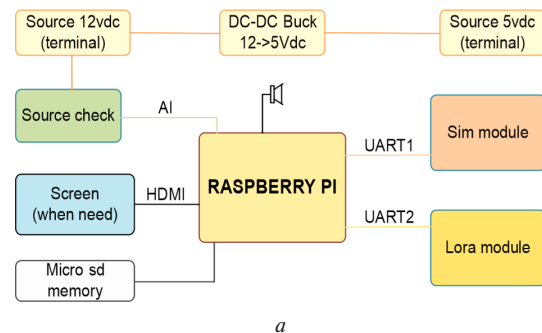 Source 12vdc
(terminal)
DC-DC Buck
12->5Vdc
Source 5vdc
(terminal)
Source check
AI
UART1
Sim module
RASPBERRY PI
Screen
(when need)
HDMI
UART2
Lora module
Micro sd
memory
a